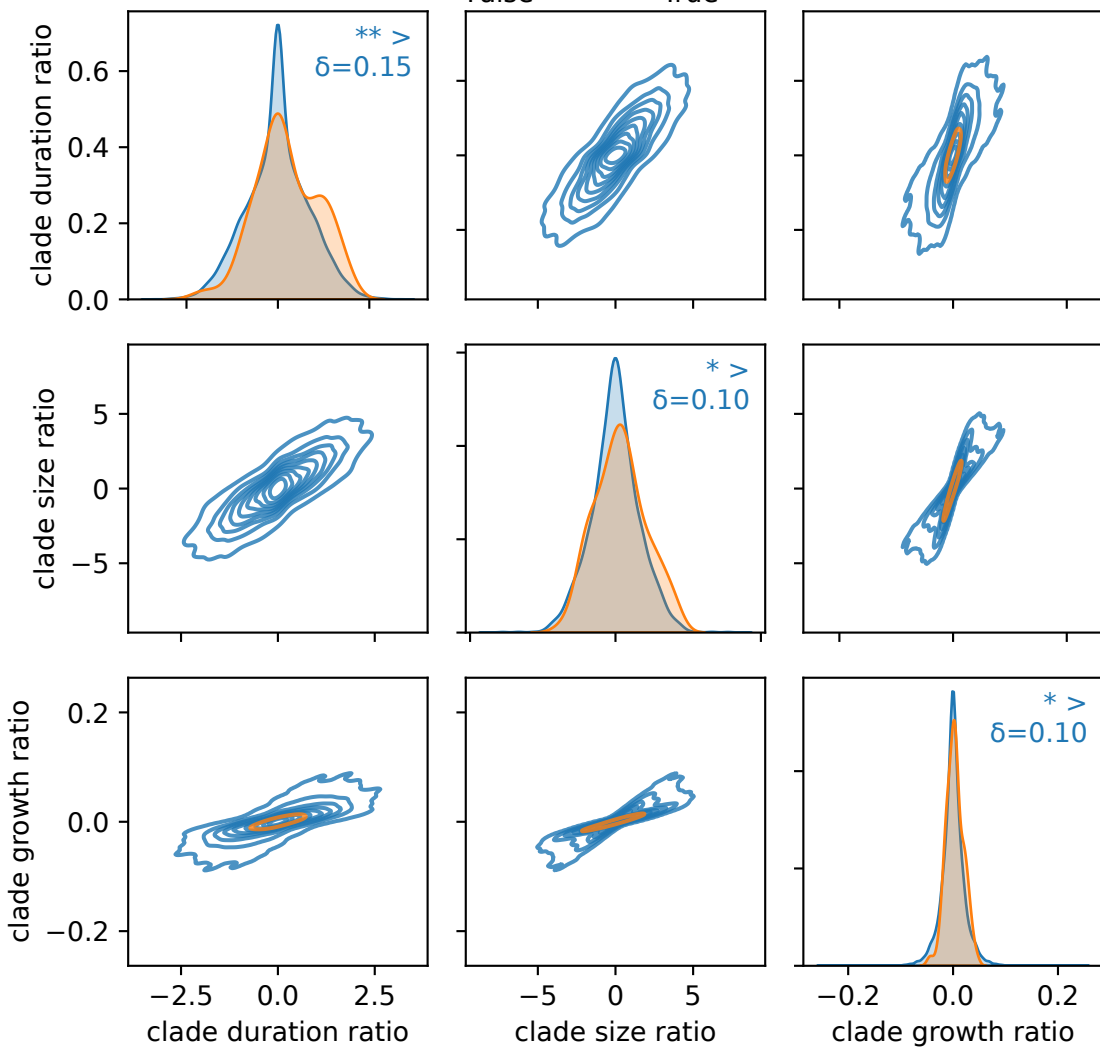 clade duration ratio
0.6
0.4
0.2
0.0
** >
δ=0.15
clade size ratio
5
0
−5
* >
δ=0.10
clade growth ratio
0.2
0.0
−0.2
* >
δ=0.10
−2.5 0.0 2.5
−5 0 5
−0.2 0.0 0.2
clade duration ratio
clade size ratio
clade growth ratio